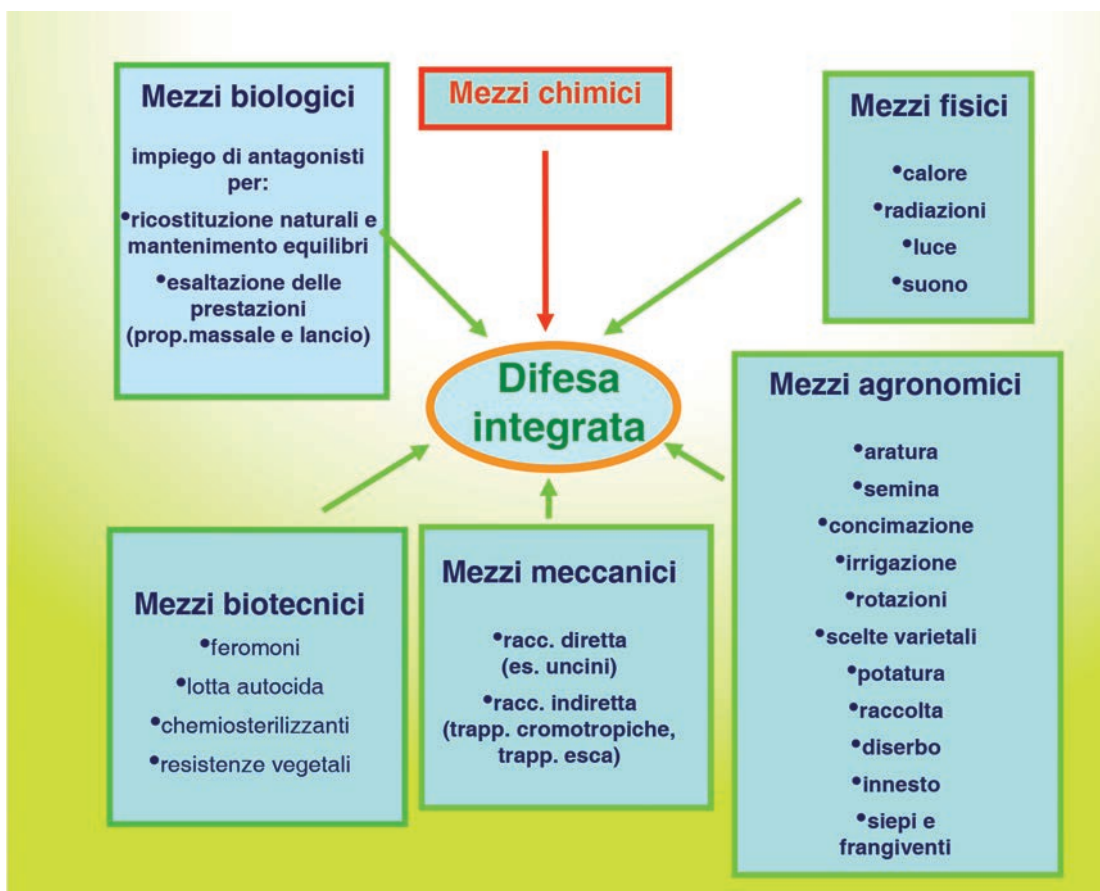 Mezzi biologici
impiego di antagonisti
per:
•ricostituzione naturali e
mantenimento equilibri
•esaltazione delle
prestazioni
(prop.massale e lancio)
Mezzi chimici
Mezzi fisici
•calore
•radiazioni
•luce
•suono
Difesa
integrata
Mezzi biotecnici
•feromoni
•lotta autocida
•chemiosterilizzanti
•resistenze vegetali
Mezzi meccanici
•racc. diretta
(es. uncini)
•racc. indiretta
(trapp. cromotropiche,
trapp. esca)
Mezzi agronomici
•aratura
•semina
•concimazione
•irrigazione
•rotazioni
•scelte varietali
•potatura
•raccolta
•diserbo
•innesto
•siepi e
frangiventi